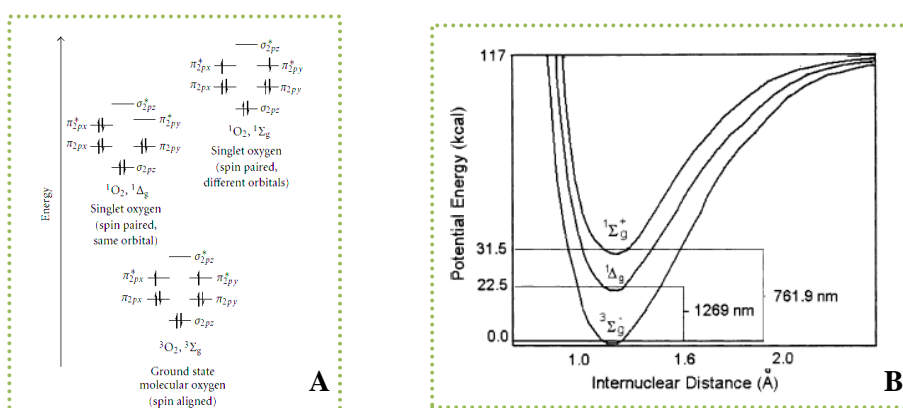 Energy
σ*2pz
π*2px π*2py
π2px π2py
σ2pz
¹O₂, ¹Σg
Singlet oxygen
(spin paired,
different orbitals)
σ*2pz
π*2px π*2py
π2px π2py
σ2pz
¹O₂, ¹Δg
Singlet oxygen
(spin paired,
same orbital)
σ*2pz
π*2px π*2py
π2px π2py
σ2pz
³O₂, ³Σg
Ground state
molecular oxygen
(spin aligned)
A
Potential Energy (kcal)
117
31.5
22.5
0.0
¹Σg⁺
¹Δg
³Σg⁻
1269 nm
761.9 nm
1.0 1.6 2.0
Internuclear Distance (Å)
B